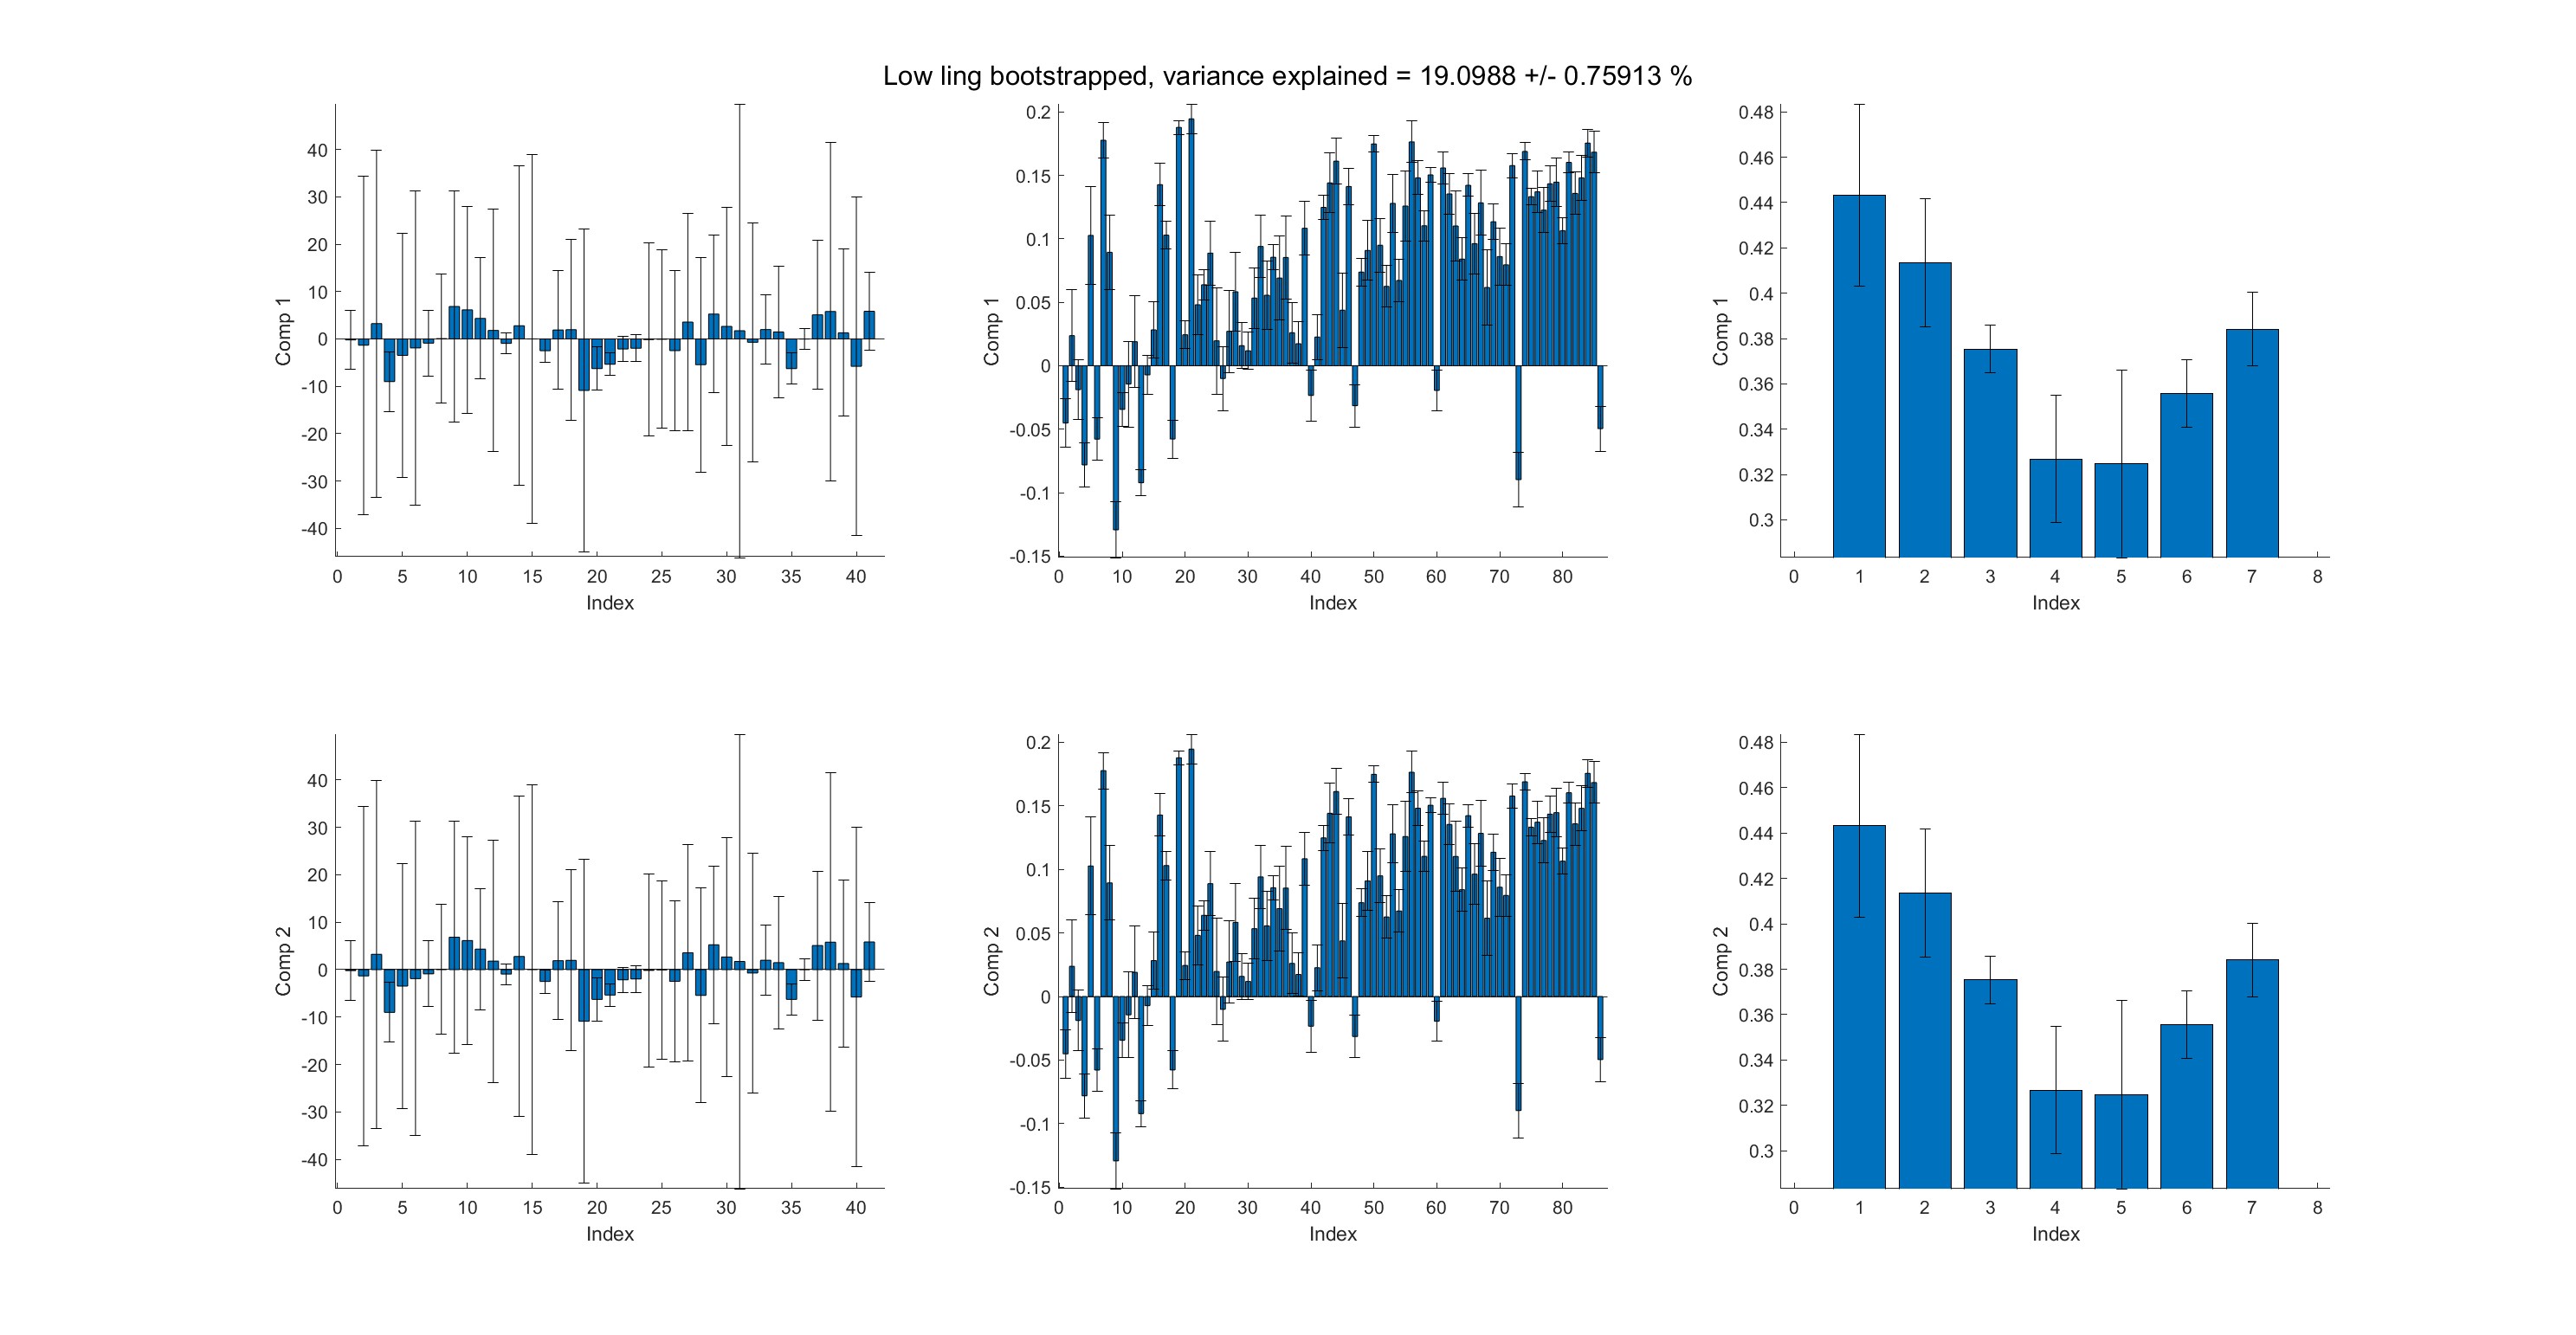 Low ling bootstrapped, variance explained = 19.0988 +/- 0.75913 %
Comp 1
40
30
20
10
0
-10
-20
-30
-40
0 5 10 15 20 25 30 35 40
Index
Comp 1
0.2
0.15
0.1
0.05
0
-0.05
-0.1
-0.15
0 10 20 30 40 50 60 70 80
Index
Comp 1
0.48
0.46
0.44
0.42
0.4
0.38
0.36
0.34
0.32
0.3
0 1 2 3 4 5 6 7 8
Index
Comp 2
40
30
20
10
0
-10
-20
-30
-40
0 5 10 15 20 25 30 35 40
Index
Comp 2
0.2
0.15
0.1
0.05
0
-0.05
-0.1
-0.15
0 10 20 30 40 50 60 70 80
Index
Comp 2
0.48
0.46
0.44
0.42
0.4
0.38
0.36
0.34
0.32
0.3
0 1 2 3 4 5 6 7 8
Index